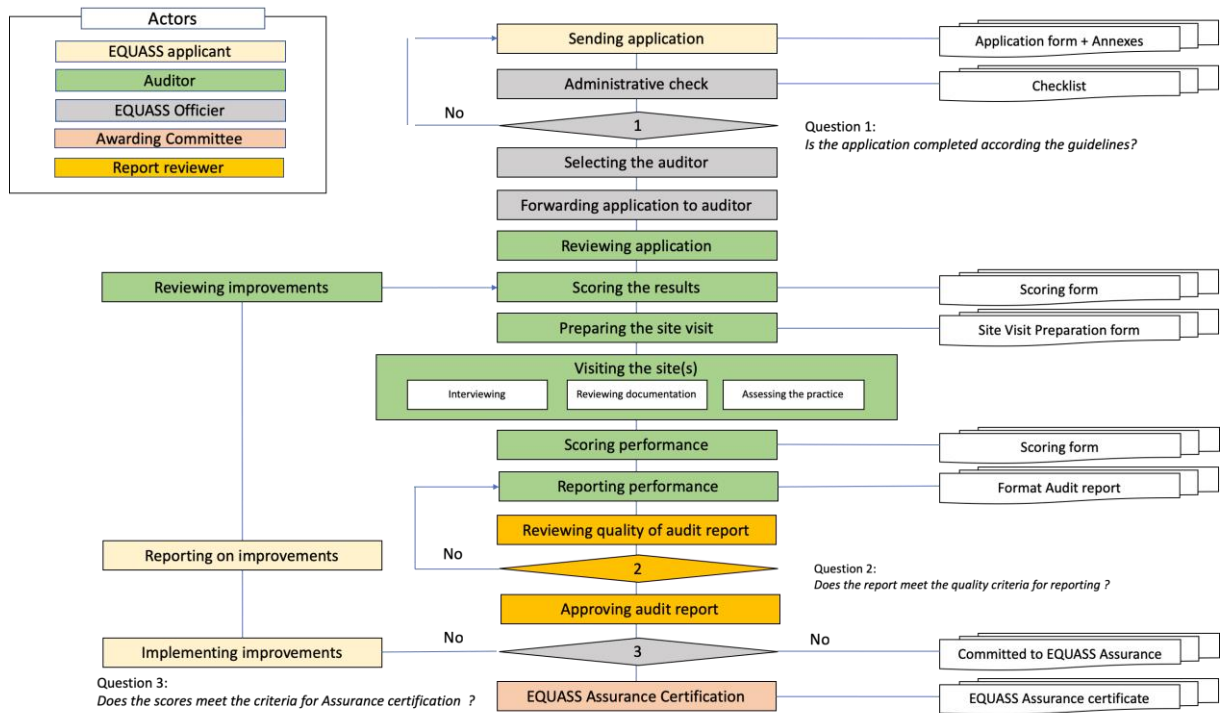 Actors
EQUASS applicant
Auditor
EQUASS Officier
Awarding Committee
Report reviewer
Sending application
Application form + Annexes
Administrative check
Checklist
No
1
Question 1:
Is the application completed according the guidelines?
Selecting the auditor
Forwarding application to auditor
Reviewing application
Reviewing improvements
Scoring the results
Scoring form
Preparing the site visit
Site Visit Preparation form
Visiting the site(s)
Interviewing
Reviewing documentation
Assessing the practice
Scoring performance
Scoring form
Reporting performance
Format Audit report
Reviewing quality of audit report
Reporting on improvements
No
2
Question 2:
Does the report meet the quality criteria for reporting ?
Approving audit report
No
No
Implementing improvements
3
Committed to EQUASS Assurance
Question 3:
Does the scores meet the criteria for Assurance certification ?
EQUASS Assurance Certification
EQUASS Assurance certificate